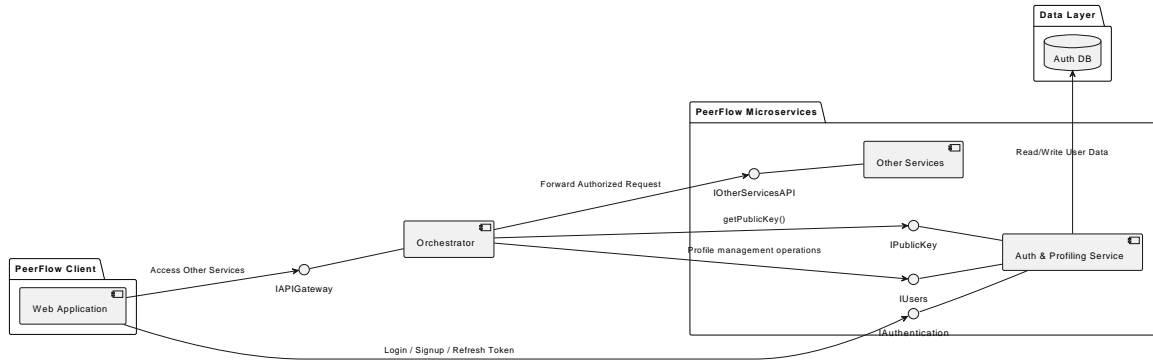 Data Layer
Auth DB
PeerFlow Microservices
Other Services
Read/Write User Data
Forward Authorized Request
IOtherServicesAPI
getPublicKey()
Orchestrator
IPublicKey
Profile management operations
Auth & Profiling Service
PeerFlow Client
Access Other Services
IAPIGateway
IUsers
Web Application
IAuthentication
Login / Signup / Refresh Token